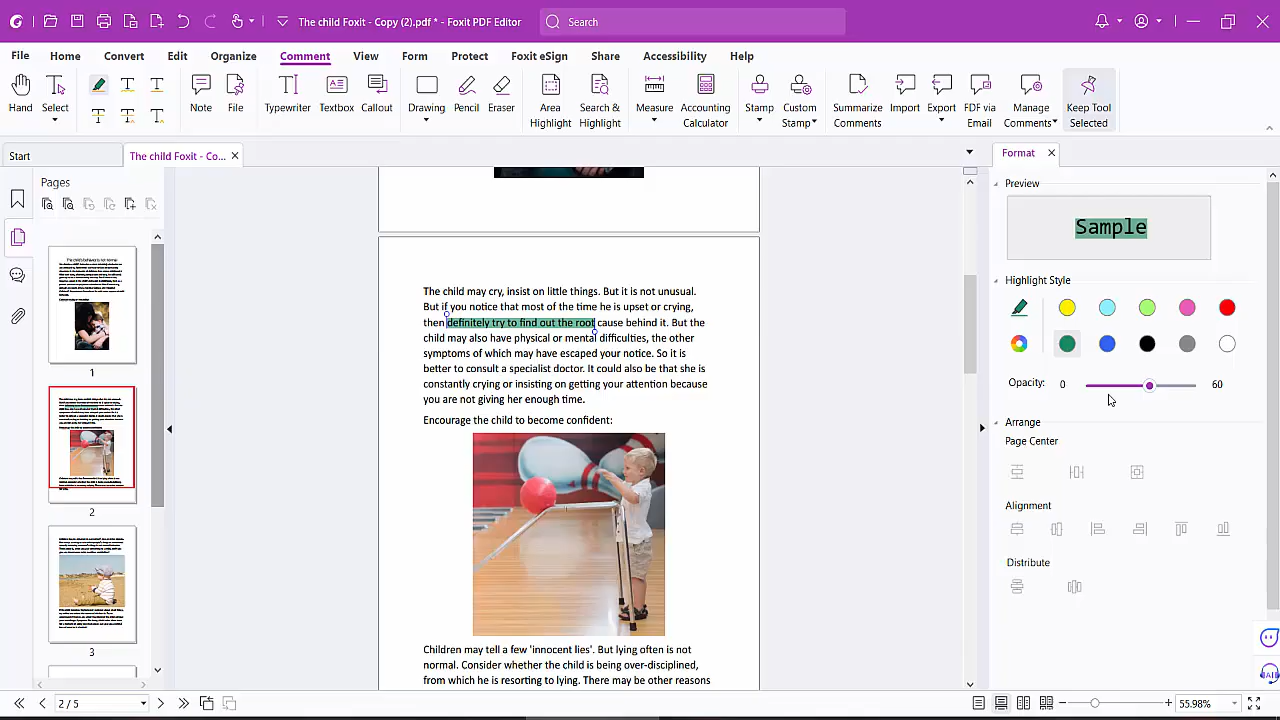 The child Foxit - Copy (2).pdf * - Foxit PDF Editor
Search
File Home Convert Edit Organize Comment View Form Protect Foxit eSign Share Accessibility Help
Hand
Select
Note
File
Typewriter
Textbox
Callout
Drawing
Pencil
Eraser
Area
Highlight
Search &
Highlight
Measure
Accounting
Calculator
Stamp
Custom
Stamp
Summarize
Comments
Import
Export
FDF via
Email
Manage
Comments
Keep Tool
Selected
Start
The child Foxit - Co...
Pages
1
2
3
The child may cry, insist on little things. But it is not unusual.
But if you notice that most of the time he is upset or crying,
then definitely try to find out the root cause behind it. But the
child may also have physical or mental difficulties, the other
symptoms of which may have escaped your notice. So it is
better to consult a specialist doctor. It could also be that she is
constantly crying or insisting on getting your attention because
you are not giving her enough time.
Encourage the child to become confident:
Children may tell a few 'innocent lies'. But lying often is not
normal. Consider whether the child is being over-disciplined,
from which he is resorting to lying. There may be other reasons
Format
Preview
Sample
Highlight Style
Opacity: 0 60
Arrange
Page Center
Alignment
Distribute
2 / 5
55.98%